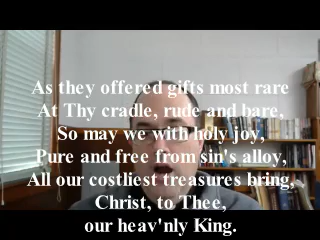 As they offered gifts most rare
At Thy cradle, rude and bare,
So may we with holy joy,
Pure and free from sin's alloy,
All our costliest treasures bring,
Christ, to Thee,
our heav'nly King.